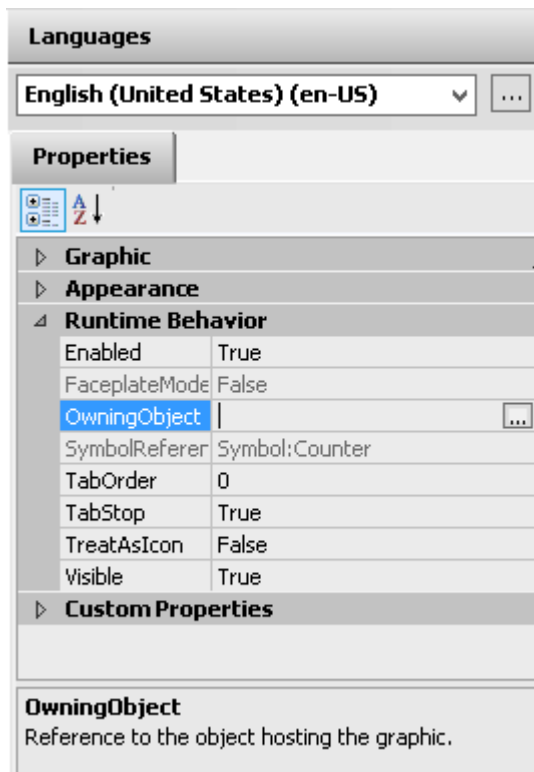 Languages
English (United States) (en-US)
...
Properties
A
Z
Graphic
Appearance
Runtime Behavior
Enabled True
FaceplateMode False
OwningObject ...
SymbolReferer Symbol:Counter
TabOrder 0
TabStop True
TreatAsIcon False
Visible True
Custom Properties
OwningObject
Reference to the object hosting the graphic.